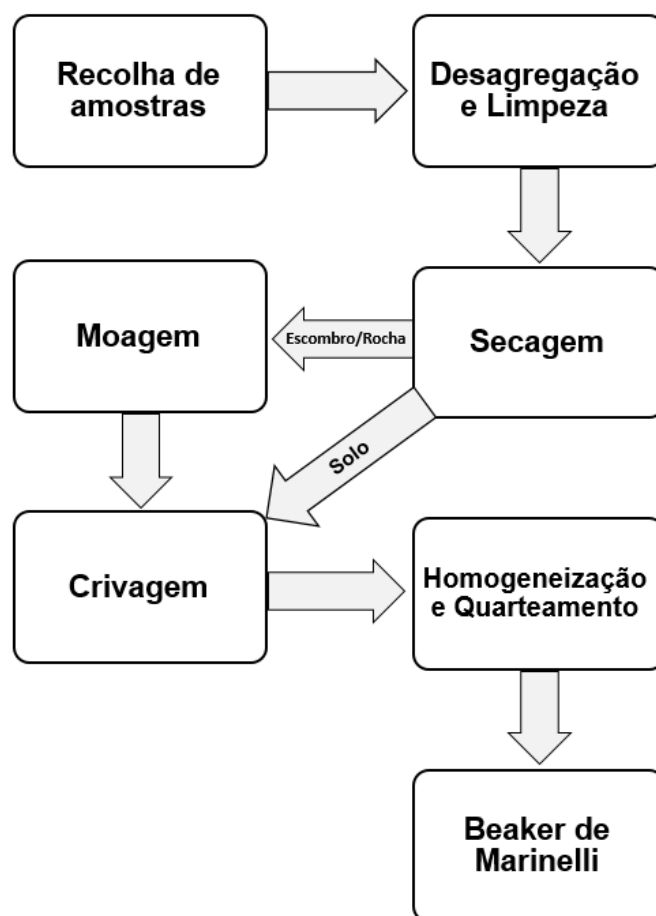 Recolha de
amostras
Desagregação
e Limpeza
Secagem
Escombro/Rocha
Moagem
Solo
Crivagem
Homogeneização
e Quarteamento
Beaker de
Marinelli